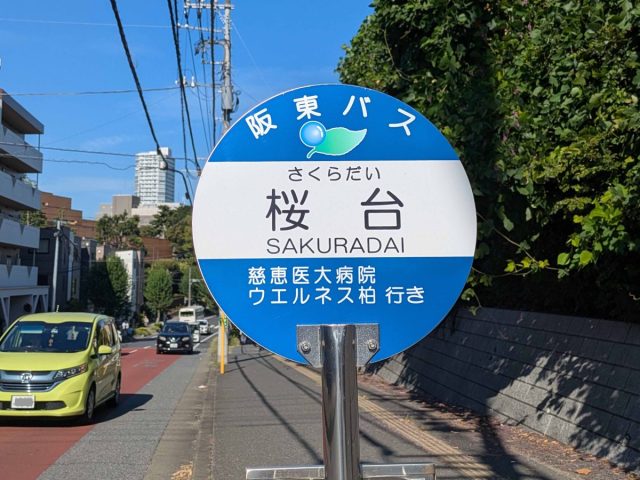 阪東バス
さくらだい
桜台
SAKURADAI
慈恵医大病院
ウエルネス柏 行き